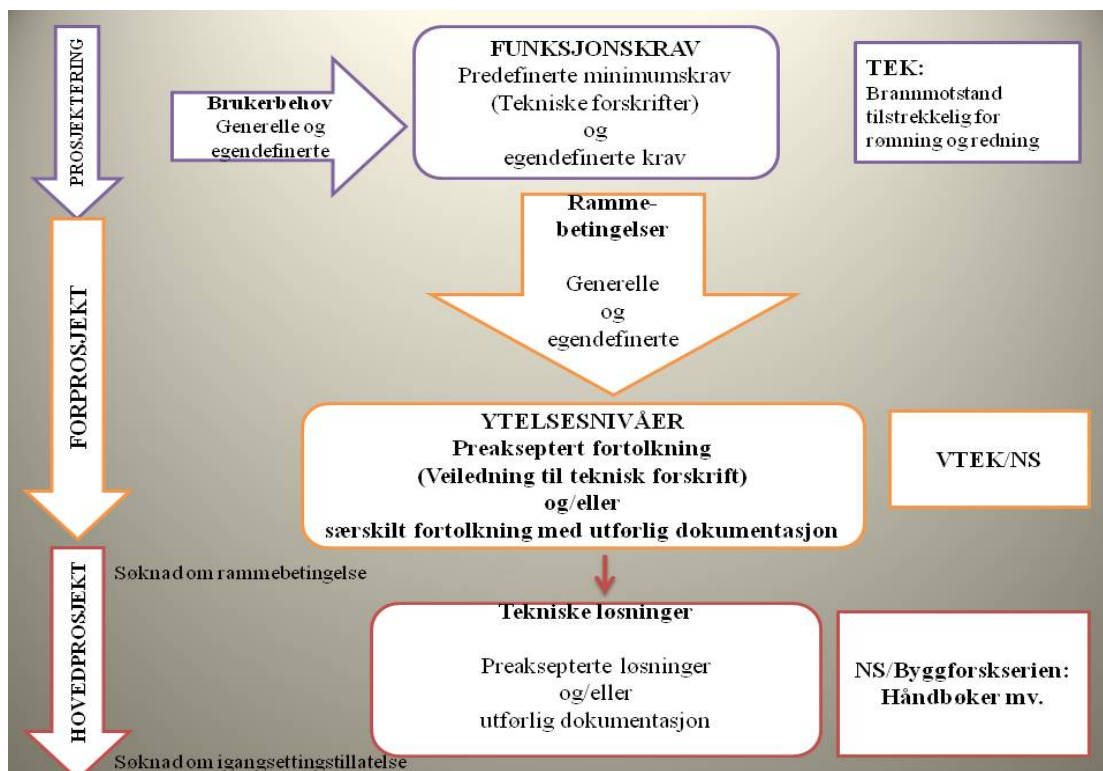 PROSJEKTERING
Brukerbehov
Generelle og
egendefinerte
FUNKSJONSKRAV
Predefinerte minimumskrav
(Tekniske forskrifter)
og
egendefinerte krav
TEK:
Brannmotstand
tilstrekkelig for
rømning og redning
FORPROSJEKT
Ramme-
betingelser
Generelle
og
egendefinerte
YTELSESNIVÅER
Preakseptert fortolkning
(Veiledning til teknisk forskrift)
og/eller
særskilt fortolkning med utførlig dokumentasjon
VTEK/NS
HOVEDPROSJEKT
Søknad om rammebetingelse
Tekniske løsninger
Preaksepterte løsninger
og/eller
utførlig dokumentasjon
NS/Byggforskserien:
Håndbøker mv.
Søknad om igangsettingstillatelse